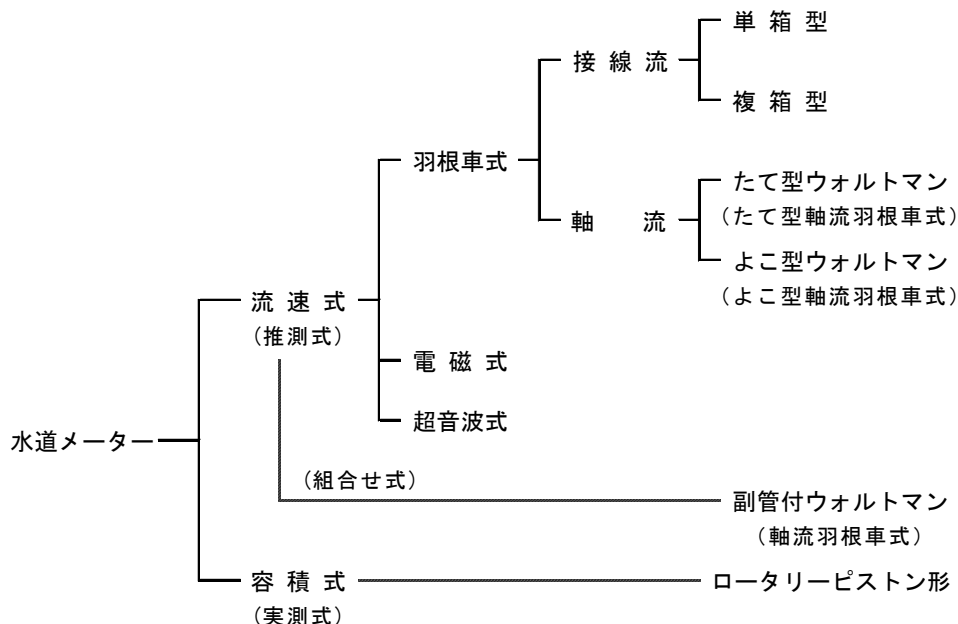 単箱型
接線流
複箱型
羽根車式
たて型ウォルトマン
軸流
(たて型軸流羽根車式)
よこ型ウォルトマン
流速式
(よこ型軸流羽根車式)
(推測式)
電磁式
超音波式
水道メーター
(組合せ式)
副管付ウォルトマン
(軸流羽根車式)
容積式
ロータリーピストン形
(実測式)